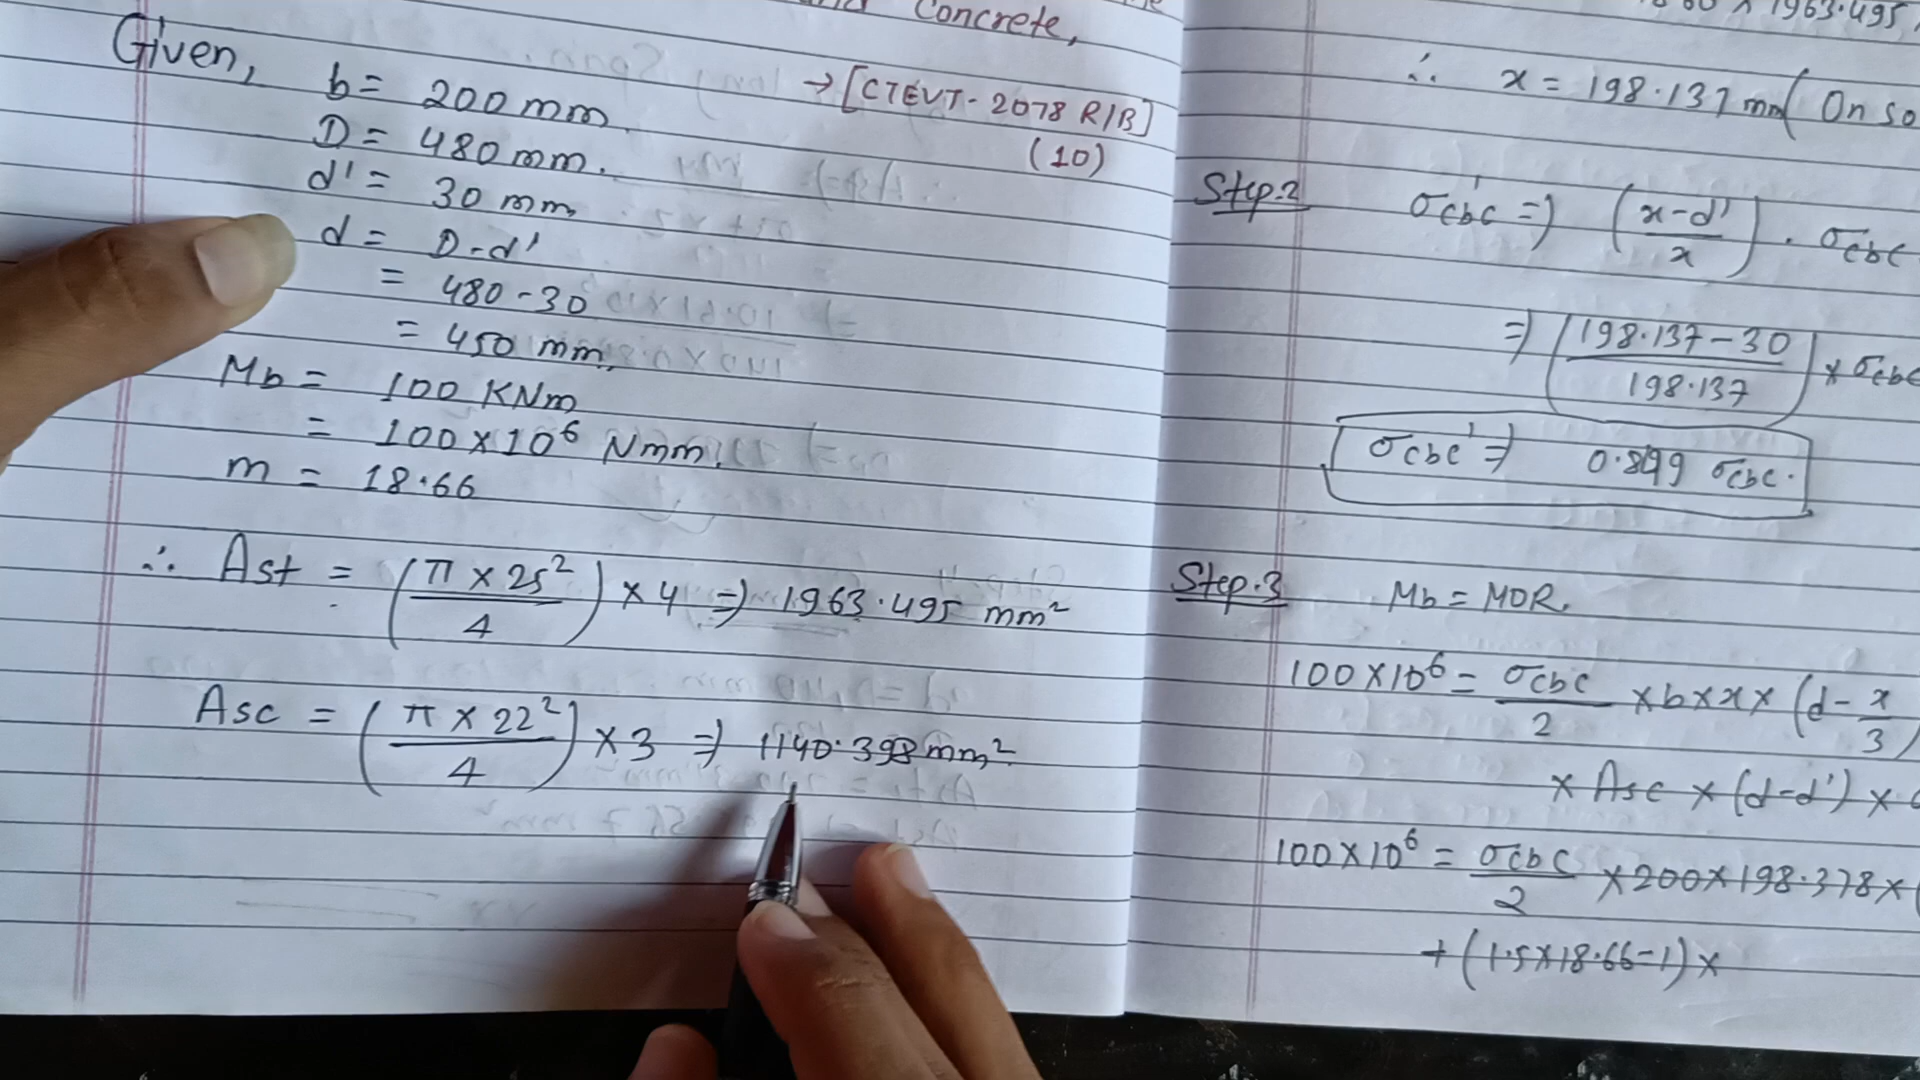 Concrete,
Given,
→ [CTEVT- 2078 R/B]
(10)
b = 200 mm.
D = 480 mm.
d' = 30 mm
d = D-d'
= 480-30
= 450 mm
Mb = 100 KNm
= 100×10⁶ Nmm.
m = 18.66
∴ Ast = (π × 25²/4) × 4 ⇒ 1963.495 mm²
Asc = (π × 22²/4) × 3 ⇒ 1140.398 mm²
× 1963.495
∴ x = 198.137 mm (On so
Step.2
σcbc' ⇒ (x-d'/x) . σcbc
⇒ (198.137-30/198.137) × σcbc
σcbc' ⇒ 0.849 σcbc.
Step.3
Mb = MOR.
100×10⁶ = σcbc/2 × b × x × (d - x/3)
× Asc × (d-d') ×
100×10⁶ = σcbc/2 × 200 × 198.378 × (
+ (1.5×18.66-1) ×